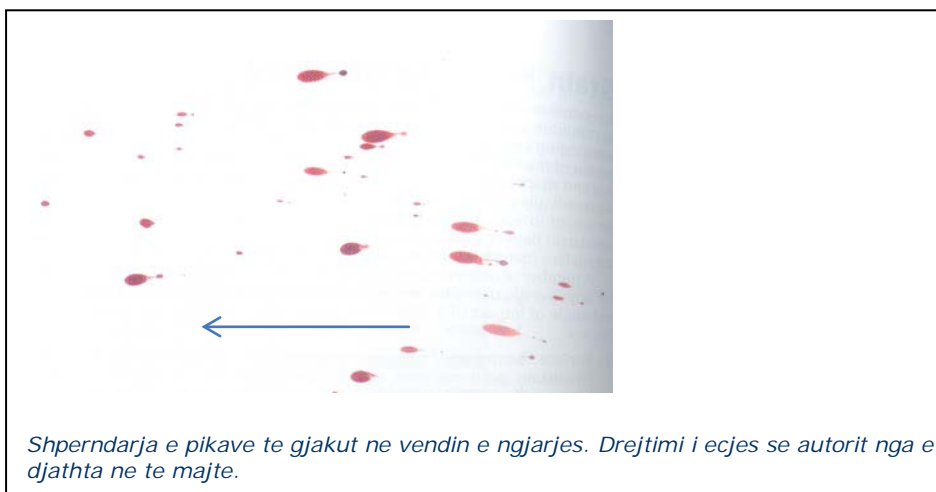 Shperndarja e pikave te gjakut ne vendin e ngjarjes. Drejtimi i ecjes se autorit nga e
djathta ne te majte.